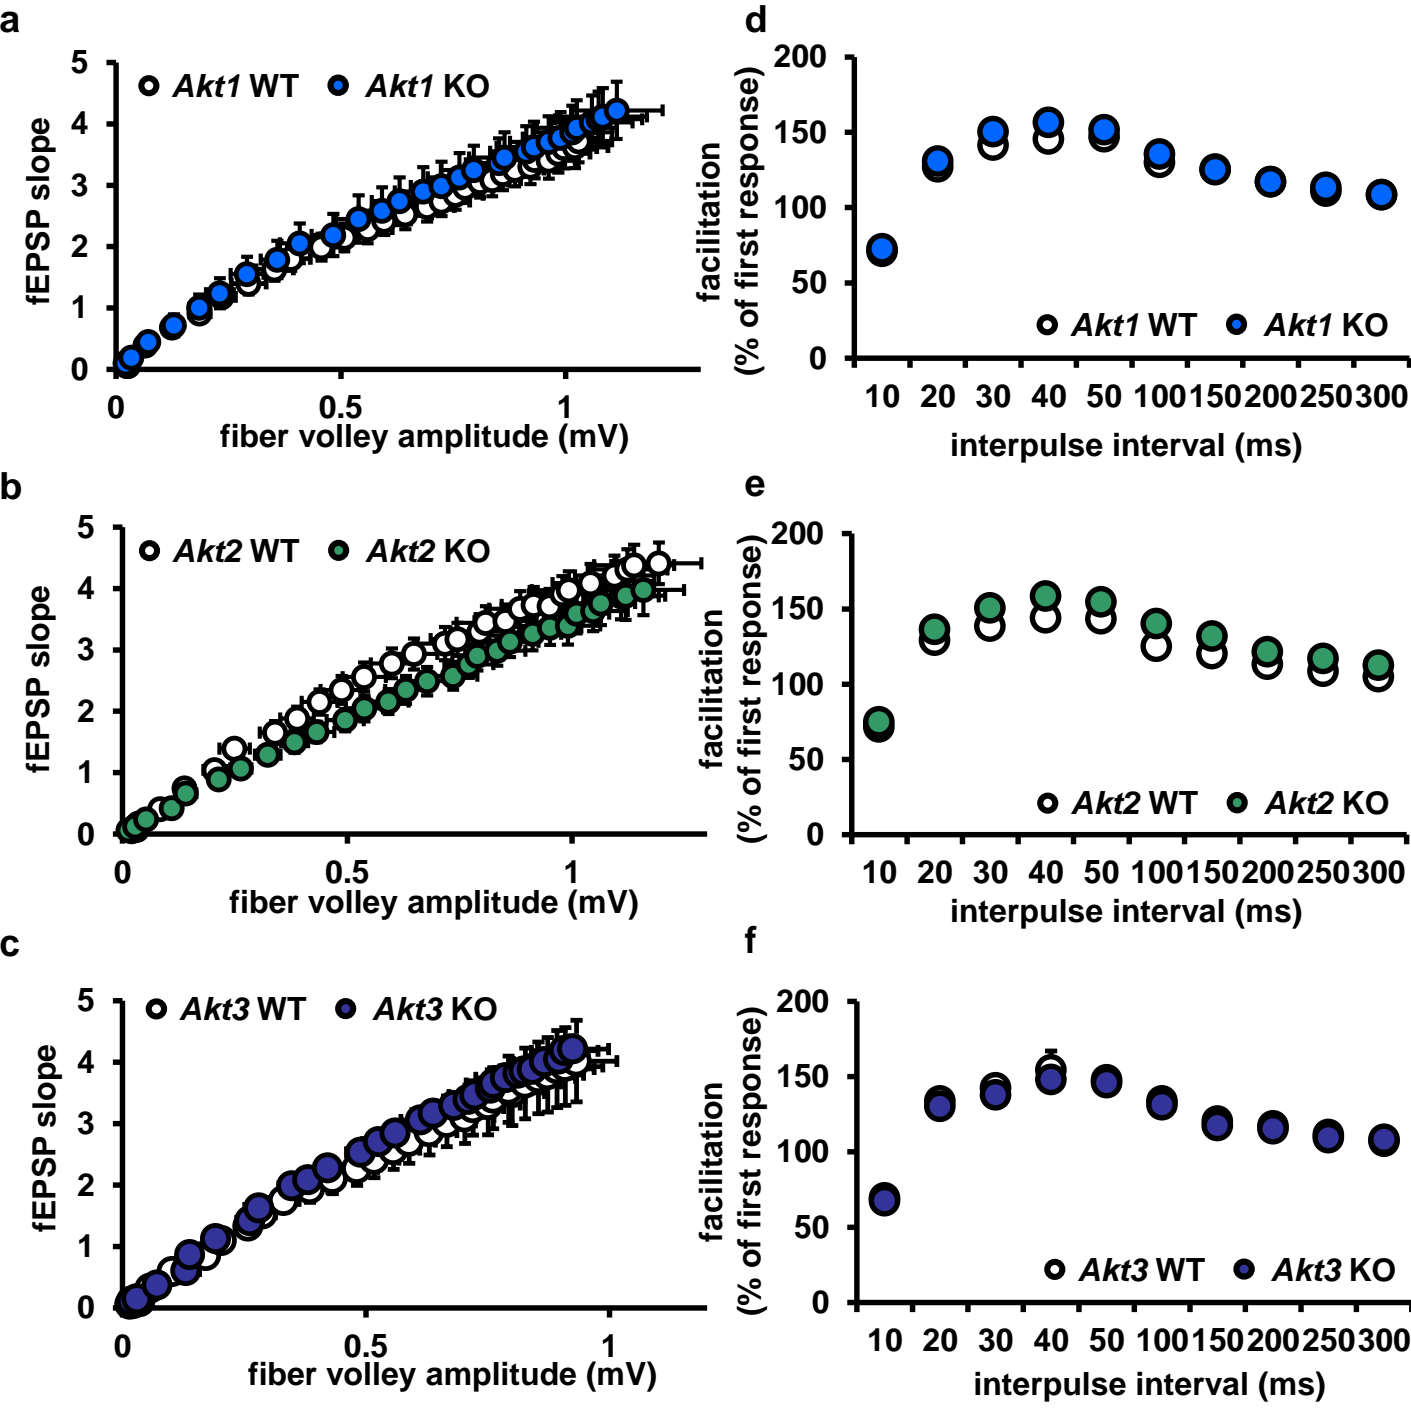 a
5
4
3
2
1
0
fEPSP slope
Akt1 WT Akt1 KO
0 0.5 1
fiber volley amplitude (mV)
d
200
150
100
50
0
facilitation
(% of first response)
Akt1 WT Akt1 KO
10 20 30 40 50 100 150 200 250 300
interpulse interval (ms)
b
5
4
3
2
1
0
fEPSP slope
Akt2 WT Akt2 KO
0 0.5 1
fiber volley amplitude (mV)
e
200
150
100
50
0
facilitation
(% of first response)
Akt2 WT Akt2 KO
10 20 30 40 50 100 150 200 250 300
interpulse interval (ms)
c
5
4
3
2
1
0
fEPSP slope
Akt3 WT Akt3 KO
0 0.5 1
fiber volley amplitude (mV)
f
200
150
100
50
0
facilitation
(% of first response)
Akt3 WT Akt3 KO
10 20 30 40 50 100 150 200 250 300
interpulse interval (ms)